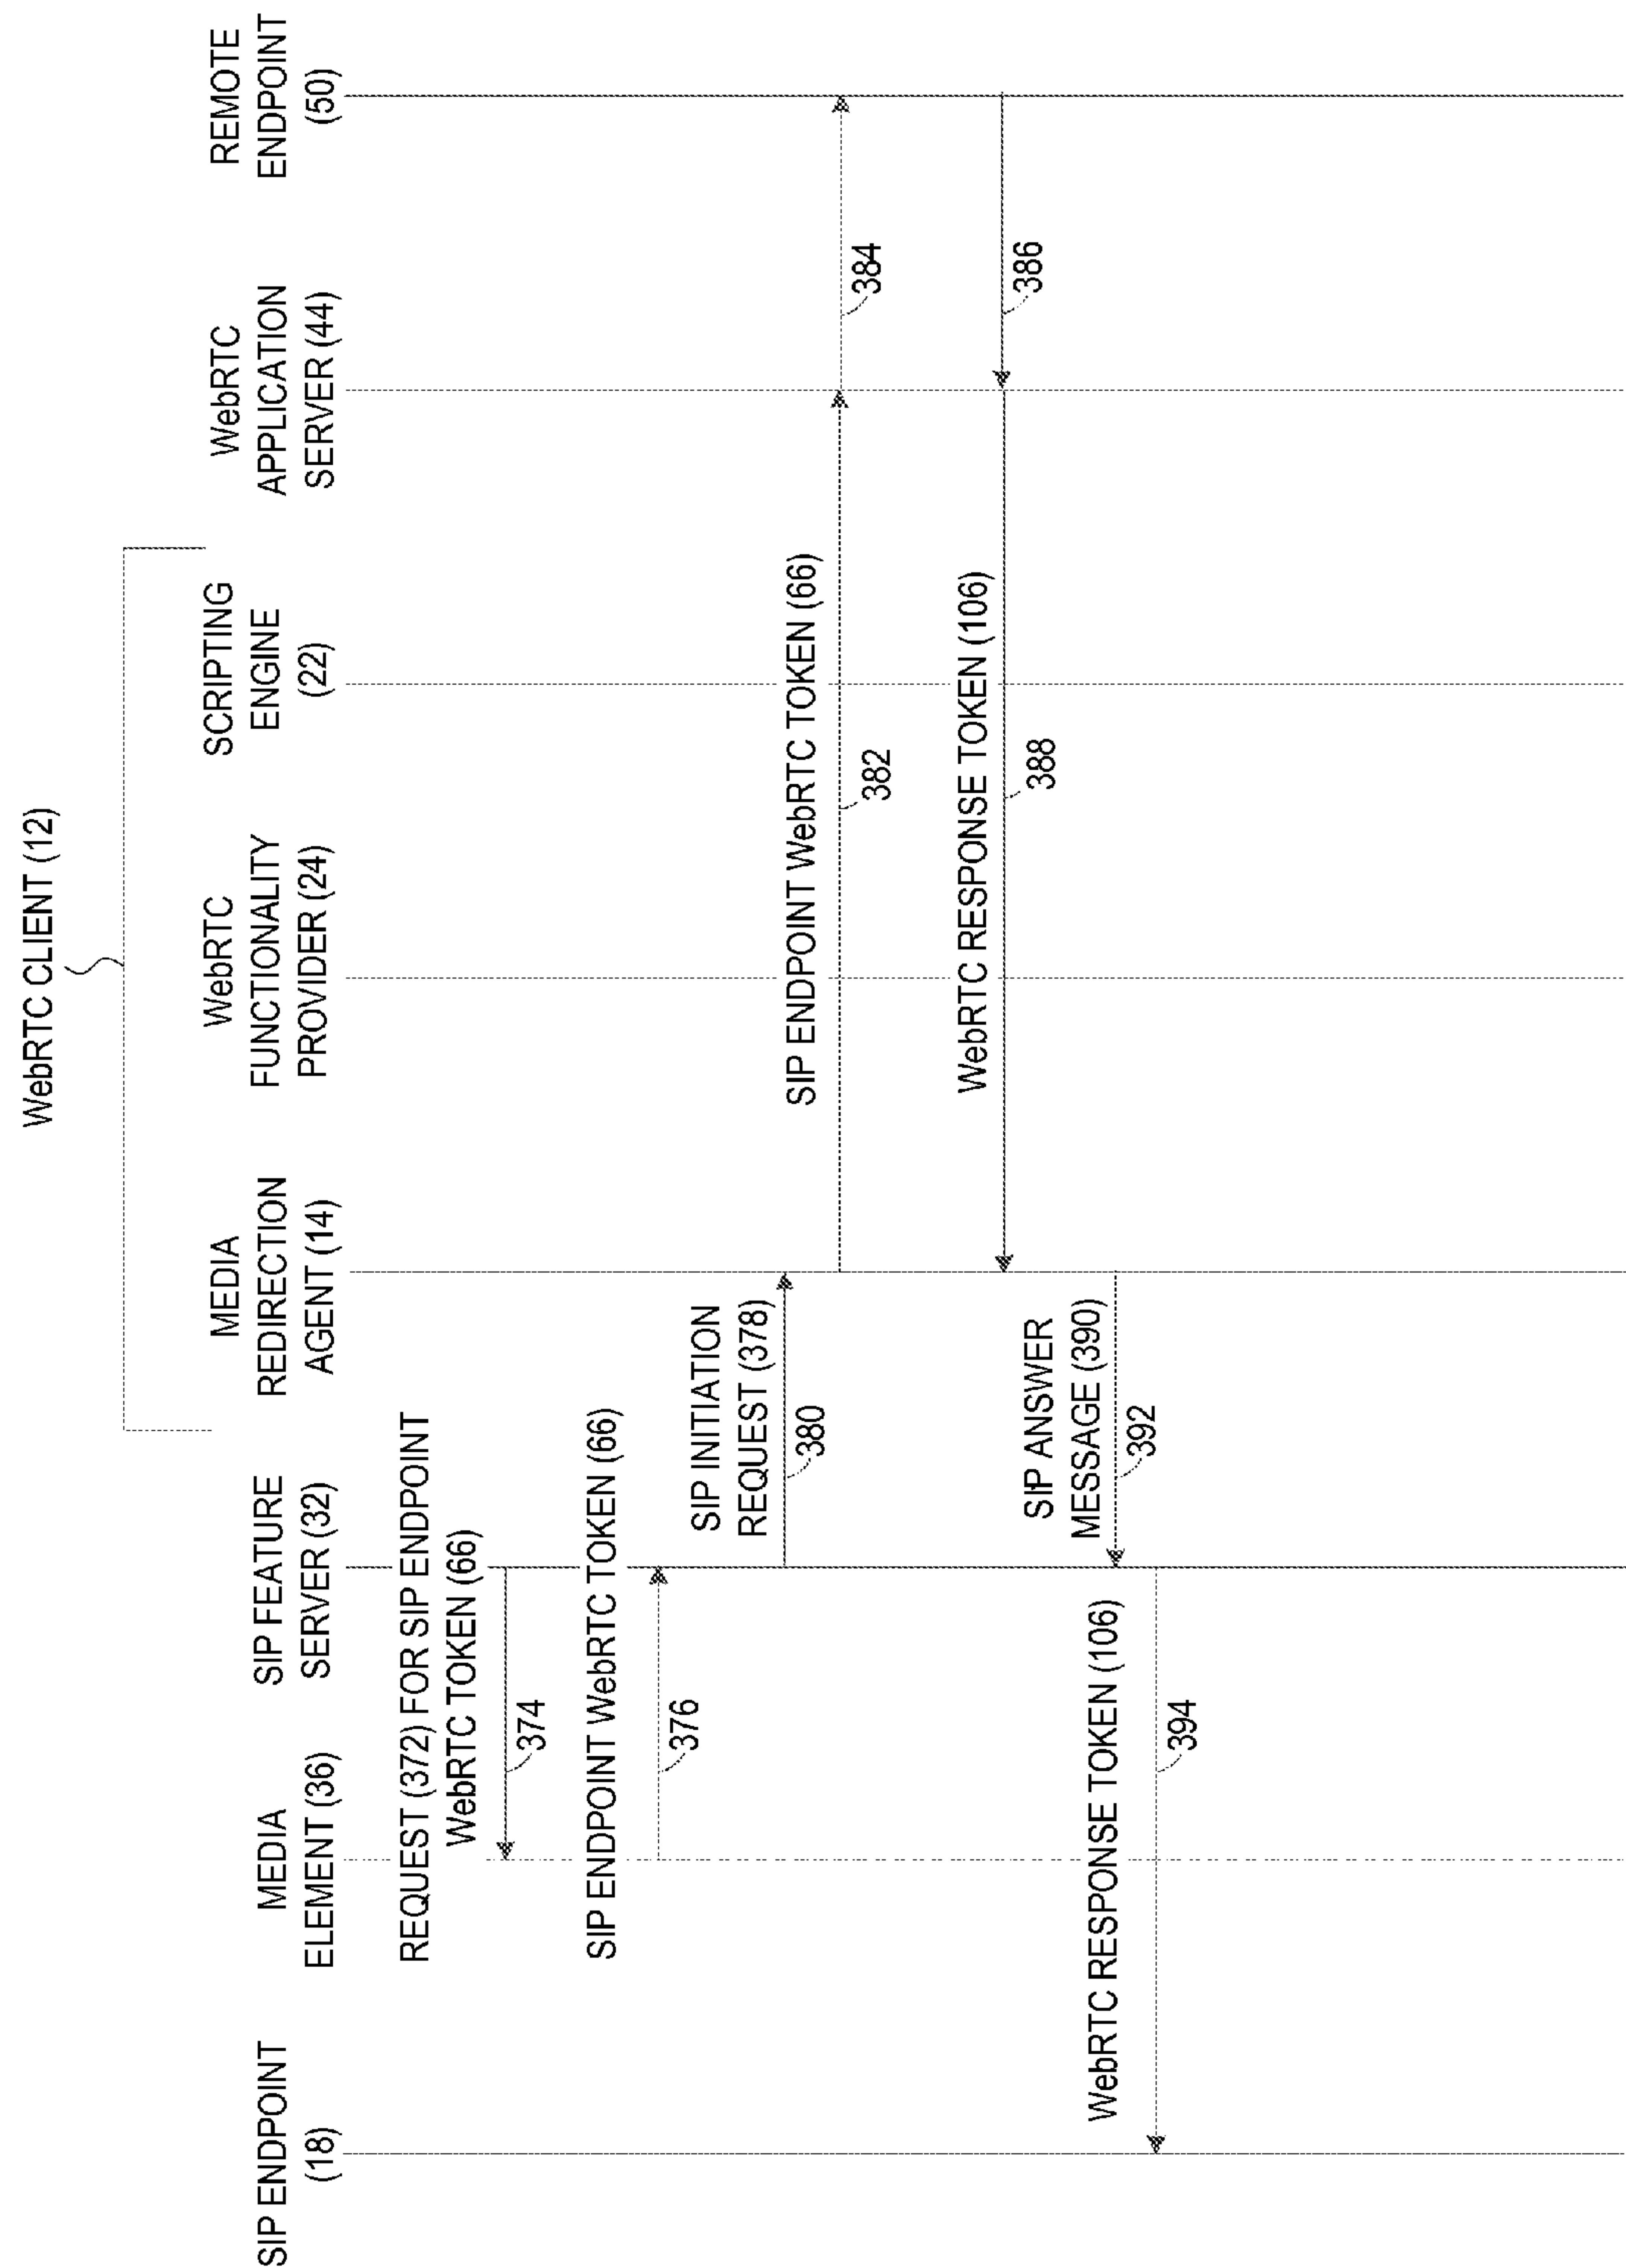 WebRTC CLIENT (12)
SIP ENDPOINT
(18)
MEDIA
ELEMENT (36)
SIP FEATURE
SERVER (32)
MEDIA
REDIRECTION
AGENT (14)
WebRTC
FUNCTIONALITY
PROVIDER (24)
SCRIPTING
ENGINE
(22)
WebRTC
APPLICATION
SERVER (44)
REMOTE
ENDPOINT
(50)
REQUEST (372) FOR SIP ENDPOINT
WebRTC TOKEN (66)
374
SIP ENDPOINT WebRTC TOKEN (66)
376
SIP INITIATION
REQUEST (378)
380
SIP ENDPOINT WebRTC TOKEN (66)
382
384
386
WebRTC RESPONSE TOKEN (106)
388
SIP ANSWER
MESSAGE (390)
392
WebRTC RESPONSE TOKEN (106)
394